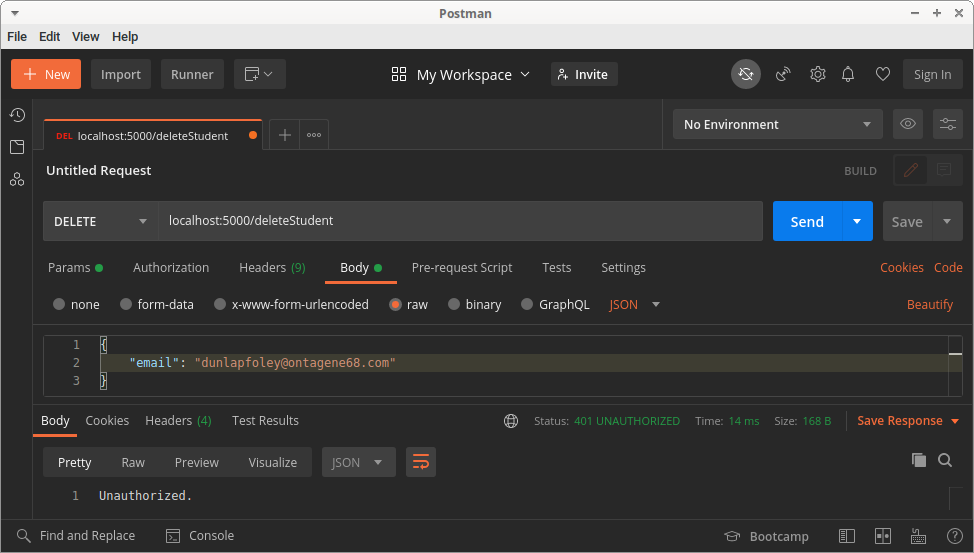 Postman
File Edit View Help
+ New Import Runner My Workspace Invite Sign In
DEL localhost:5000/deleteStudent No Environment
Untitled Request BUILD
DELETE localhost:5000/deleteStudent Send Save
Params Authorization Headers (9) Body Pre-request Script Tests Settings Cookies Code
none form-data x-www-form-urlencoded raw binary GraphQL JSON Beautify
1 {
2 "email": "dunlapfoley@ontagene68.com"
3 }
Body Cookies Headers (4) Test Results Status: 401 UNAUTHORIZED Time: 14 ms Size: 168 B Save Response
Pretty Raw Preview Visualize JSON
1 Unauthorized.
Find and Replace Console Bootcamp